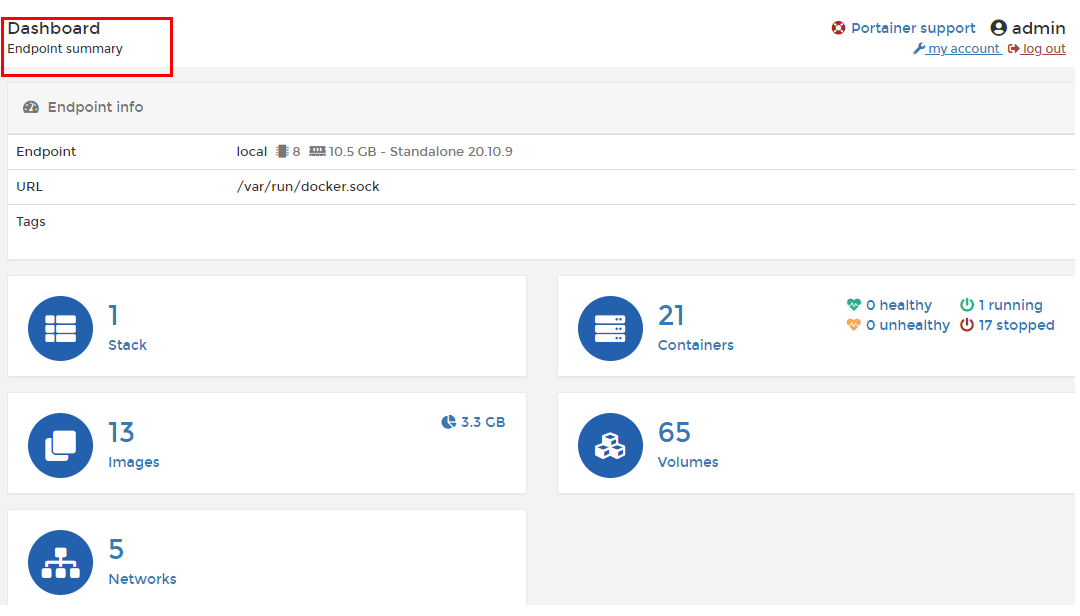 Dashboard
Endpoint summary
Portainer support admin
my account log out
Endpoint info
Endpoint local 8 10.5 GB - Standalone 20.10.9
URL /var/run/docker.sock
Tags
1
Stack
21
Containers
0 healthy 1 running
0 unhealthy 17 stopped
13
Images
3.3 GB
65
Volumes
5
Networks